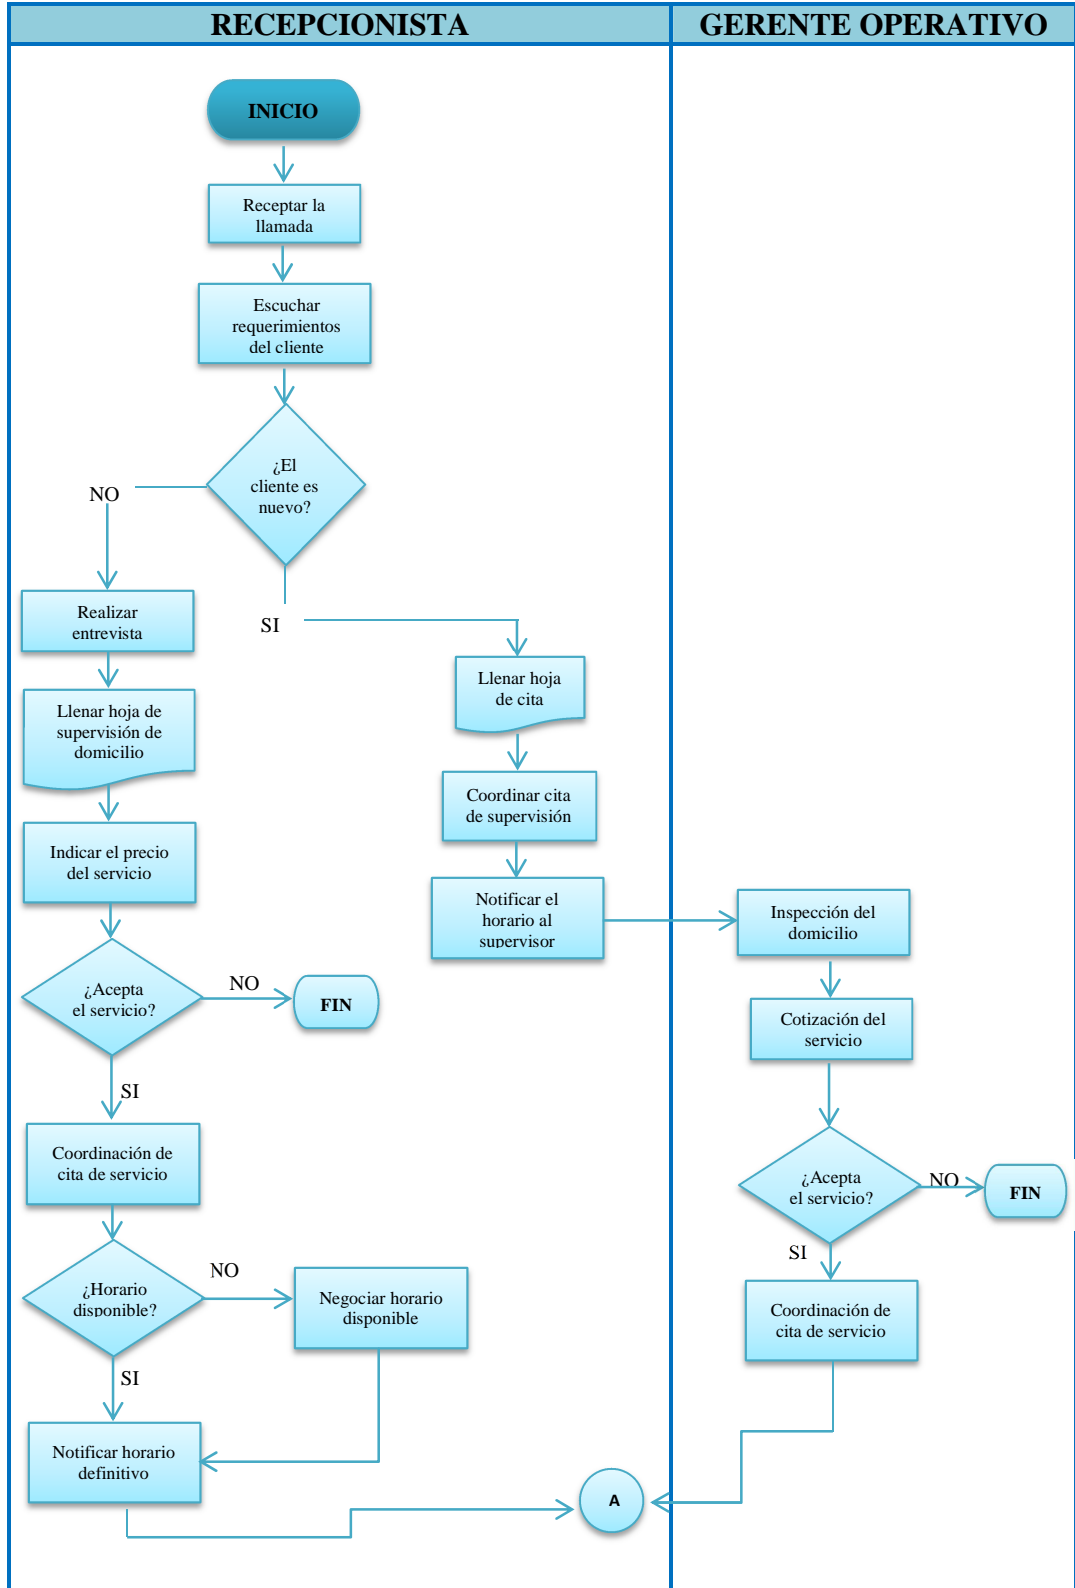 RECEPCIONISTA
GERENTE OPERATIVO
INICIO
Receptar la
llamada
Escuchar
requerimientos
del cliente
¿El
cliente es
nuevo?
NO
SI
Realizar
entrevista
Llenar hoja de
supervisión de
domicilio
Indicar el precio
del servicio
¿Acepta
el servicio?
NO
FIN
SI
Coordinación de
cita de servicio
¿Horario
disponible?
NO
Negociar horario
disponible
SI
Notificar horario
definitivo
Llenar hoja
de cita
Coordinar cita
de supervisión
Notificar el
horario al
supervisor
Inspección del
domicilio
Cotización del
servicio
¿Acepta
el servicio?
NO
FIN
SI
Coordinación de
cita de servicio
A